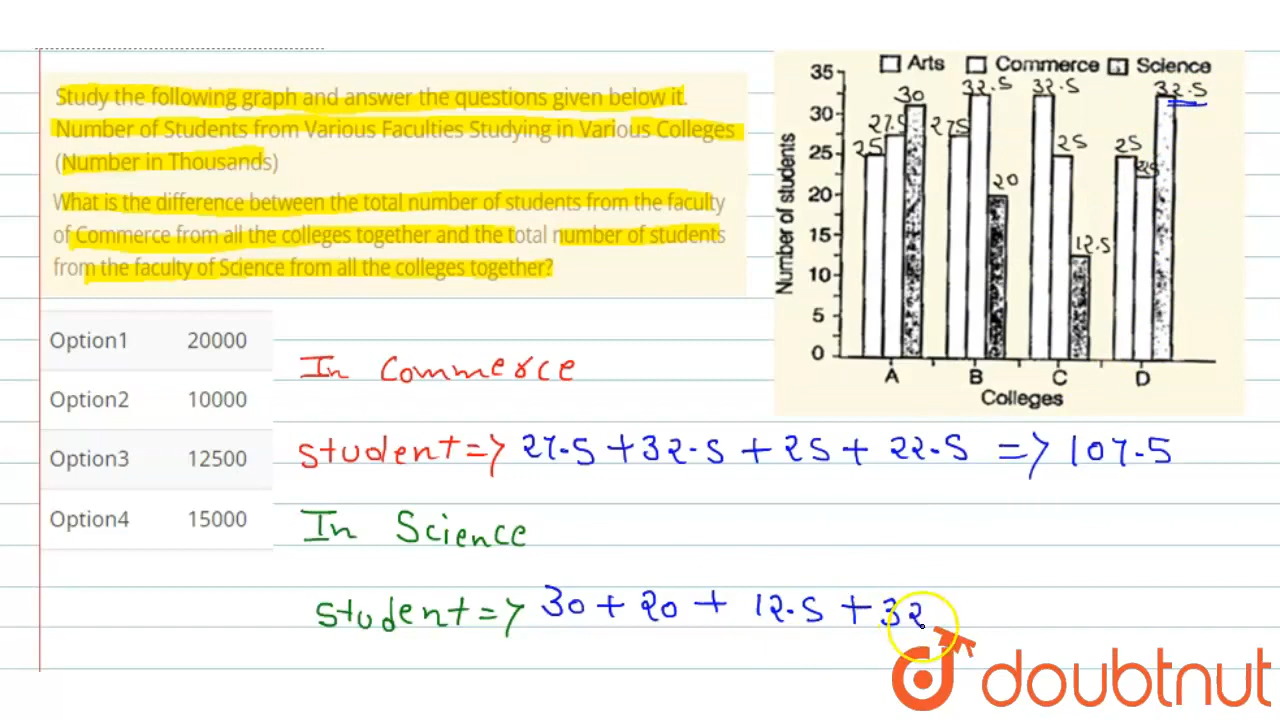 Study the following graph and answer the questions given below it.
Number of Students from Various Faculties Studying in Various Colleges
(Number in Thousands)
What is the difference between the total number of students from the faculty
of Commerce from all the colleges together and the total number of students
from the faculty of Science from all the colleges together?
Option1 20000
Option2 10000
Option3 12500
Option4 15000
Arts Commerce Science
Number of students
35
30
25
20
15
10
5
0
25 27.5 30
27.5 32.5 20
32.5 25 12.5
25 32.5
A B C D
Colleges
In Commerce
Student => 27.5 + 32.5 + 25 + 22.5 => 107.5
In Science
Student => 30 + 20 + 12.5 + 32
doubtnut